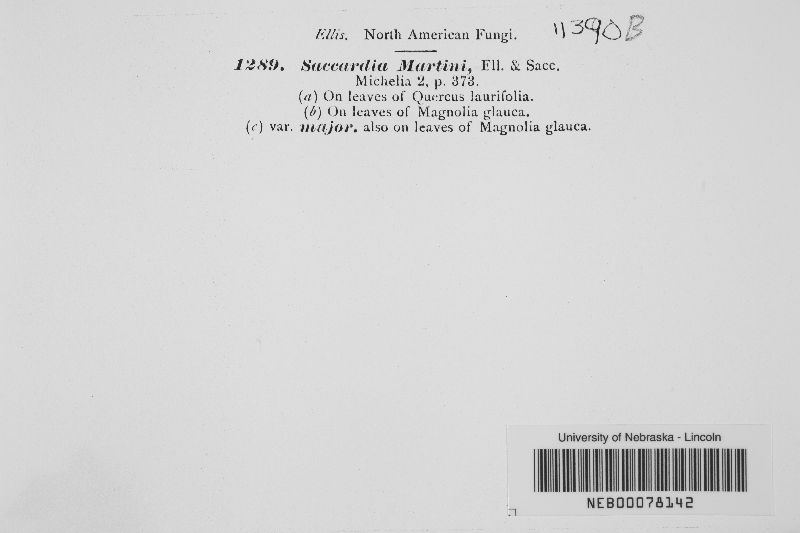 Ellis. North American Fungi. 11390B
1289. Saccardia Martini, Ell. & Sacc.
Michelia 2, p. 373.
(a) On leaves of Quercus laurifolia.
(b) On leaves of Magnolia glauca.
(c) var. major. also on leaves of Magnolia glauca.
University of Nebraska - Lincoln
NEB00078142